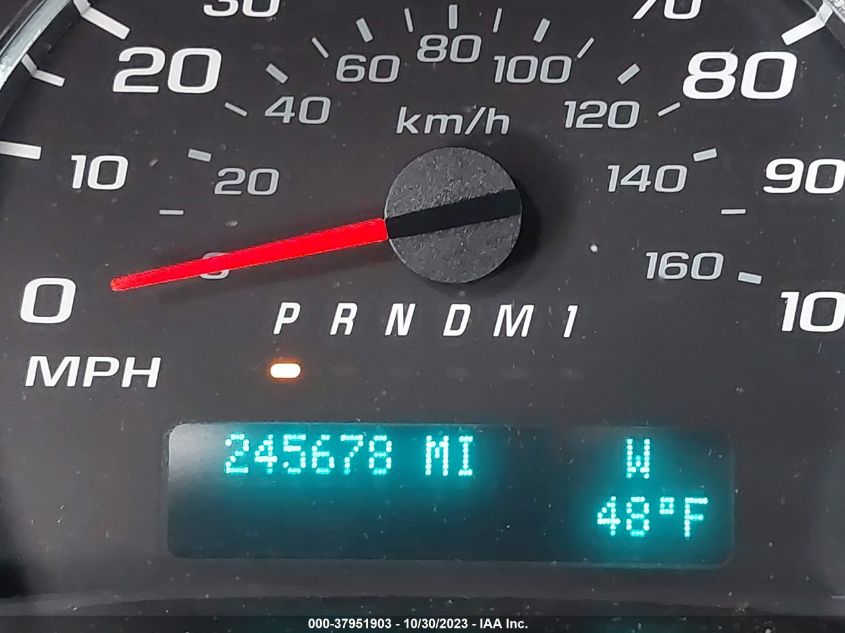 30 70
20 60 80 100 80
40 km/h 120
10 20 140 90
0 160
P R N D M 1
MPH
245678 MI W
48°F
000-37951903 - 10/30/2023 - IAA Inc.